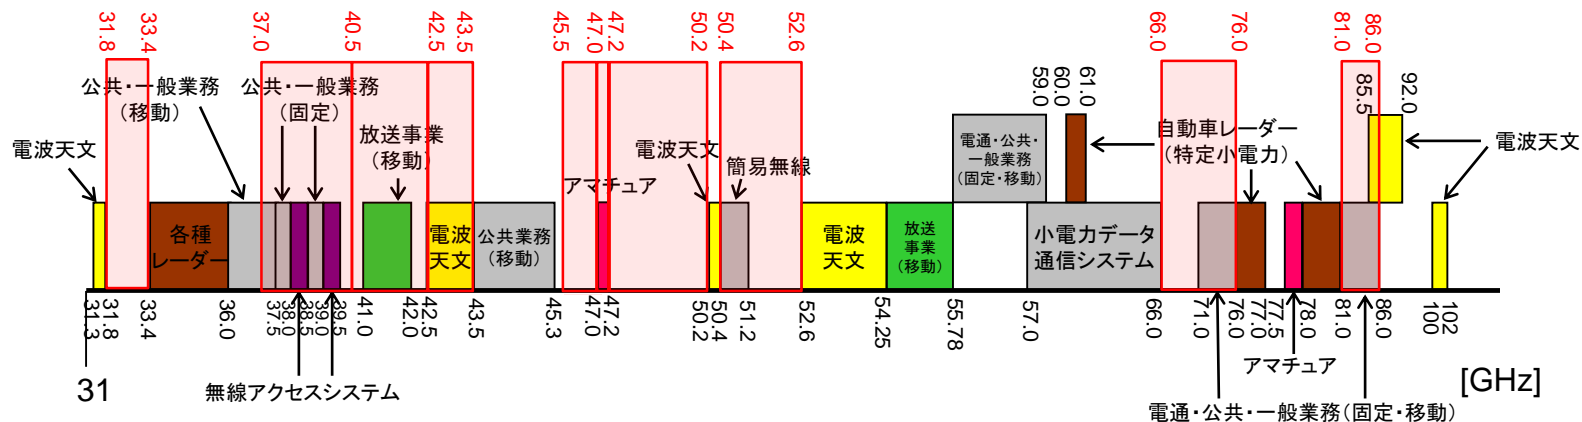 31.8
33.4
37.0
40.5
42.5
43.5
45.5
47.0
47.2
50.2
50.4
52.6
66.0
76.0
81.0
86.0
公共・一般業務
（移動）
公共・一般業務
（固定）
放送事業
（移動）
電波天文
電波天文
簡易無線
アマチュア
電通・公共・
一般業務
（固定・移動）
59.0
60.0
61.0
自動車レーダー
（特定小電力）
85.5
92.0
電波天文
各種
レーダー
電波
天文
公共業務
（移動）
電波
天文
放送
事業
（移動）
小電力データ
通信システム
31.3
31.8
33.4
36.0
37.5
38.0
38.5
39.0
39.5
41.0
42.0
42.5
43.5
45.3
47.0
47.2
50.2
50.4
51.2
52.6
54.25
55.78
57.0
66.0
71.0
76.0
77.0
77.5
78.0
81.0
86.0
100
102
31
無線アクセスシステム
アマチュア
[GHz]
電通・公共・一般業務（固定・移動）